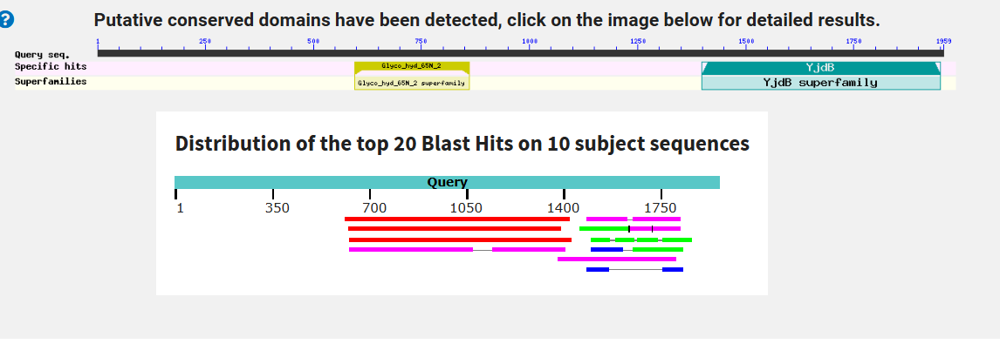 ?
Putative conserved domains have been detected, click on the image below for detailed results.
1 250 500 750 1000 1250 1500 1750 1959
Query seq.
Specific hits Glyco_hyd_65N_2 YjdB
Superfamilies Glyco_hyd_65N_2 superfamily YjdB superfamily
Distribution of the top 20 Blast Hits on 10 subject sequences
Query
1 350 700 1050 1400 1750